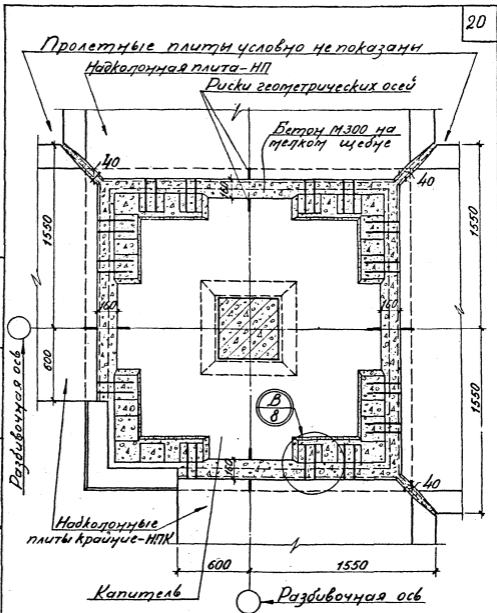 20
Пролетные плиты условно не показаны
Надколонная плита-НП
Риски геометрических осей
Бетон М300 на
мелком щебне
40
40
160
1550
1550
160
160
600
1550
Разбивочная ось
В
8
160
40
Надколонные
плиты крайние-НПК
600
1550
Капитель
Разбивочная ось